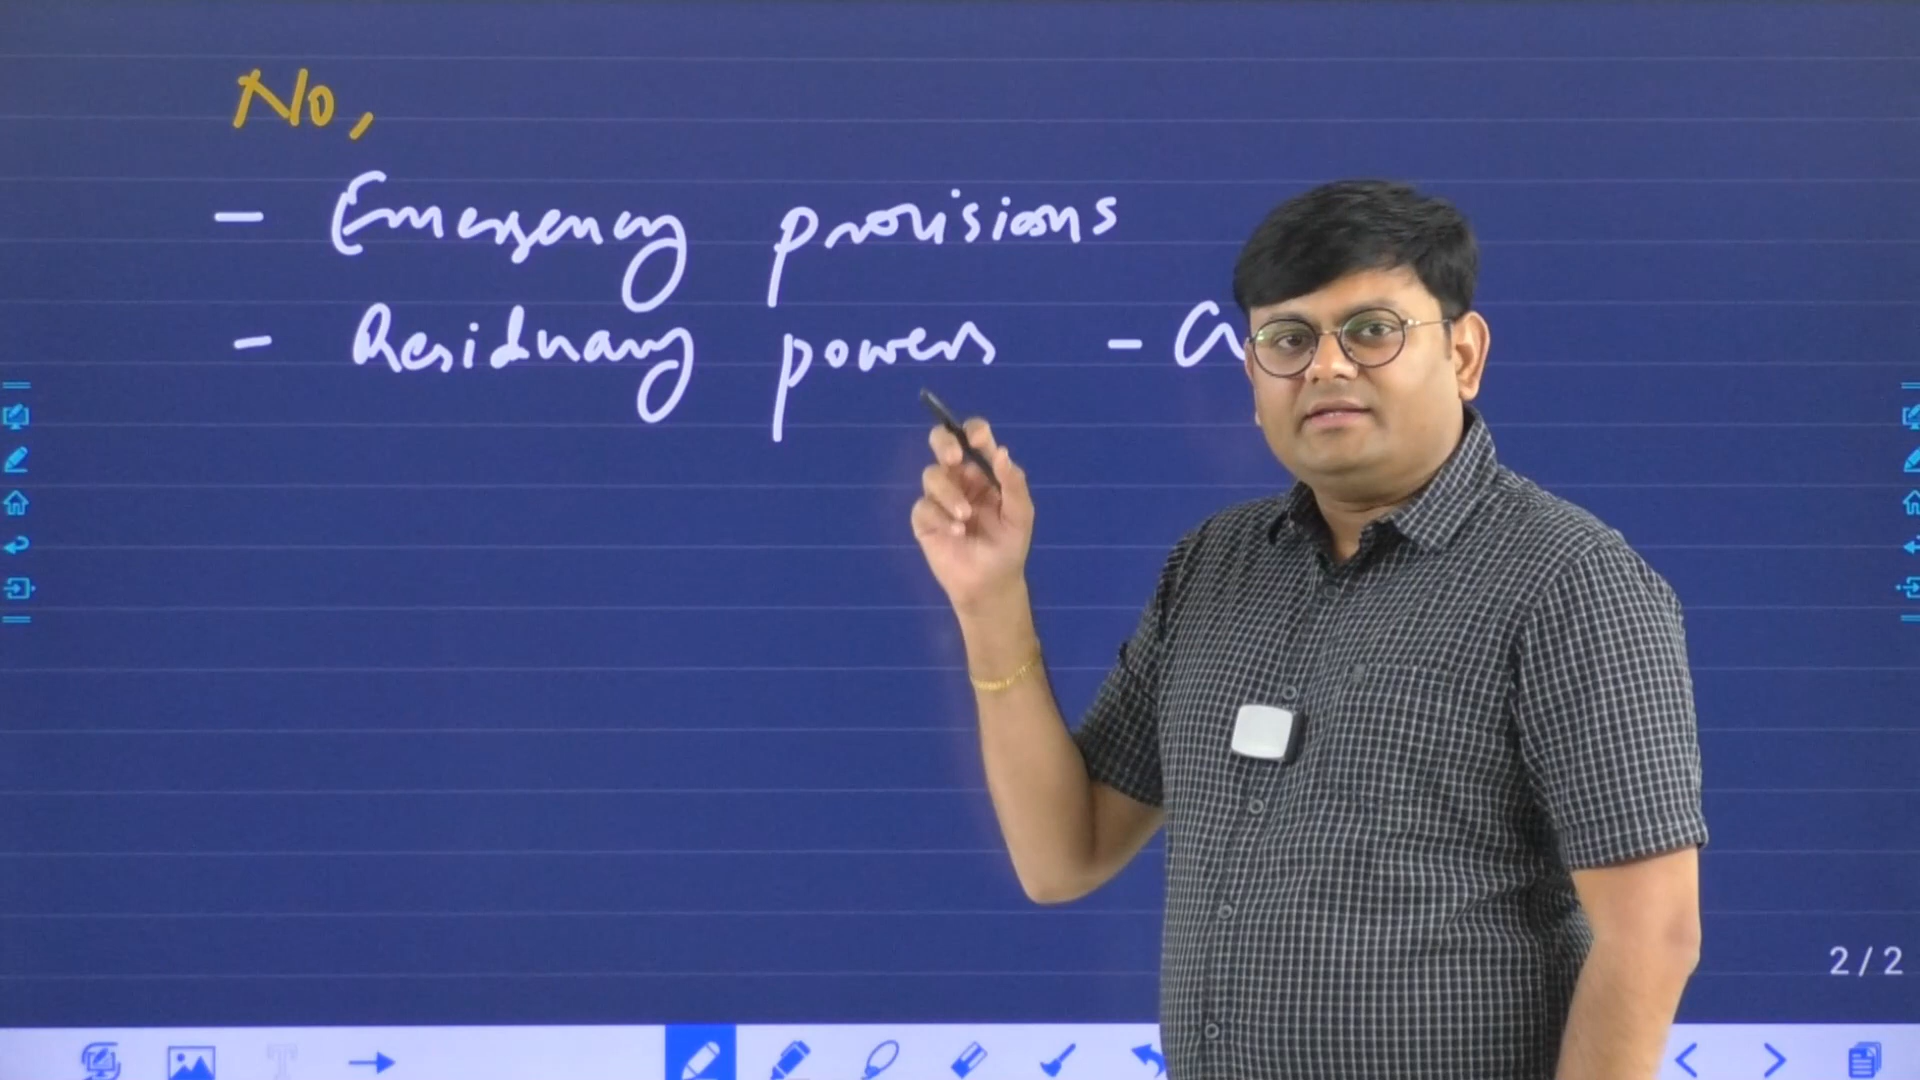 No,
- Emergency provisions
- Residuary powers -
2/2